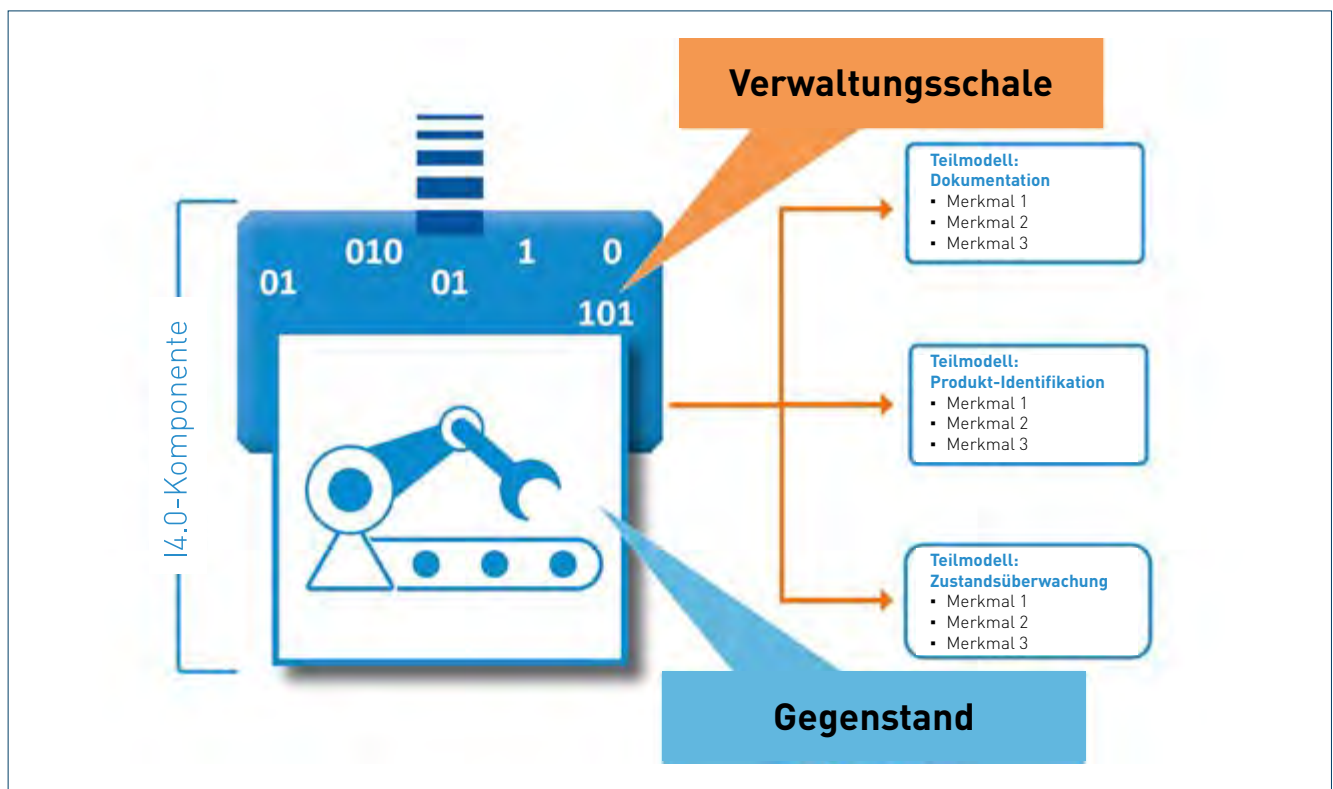 Verwaltungsschale
010
1
0
01
01
101
I4.0-Komponente
Gegenstand
Teilmodell:
Dokumentation
▪ Merkmal 1
▪ Merkmal 2
▪ Merkmal 3
Teilmodell:
Produkt-Identifikation
▪ Merkmal 1
▪ Merkmal 2
▪ Merkmal 3
Teilmodell:
Zustandsüberwachung
▪ Merkmal 1
▪ Merkmal 2
▪ Merkmal 3